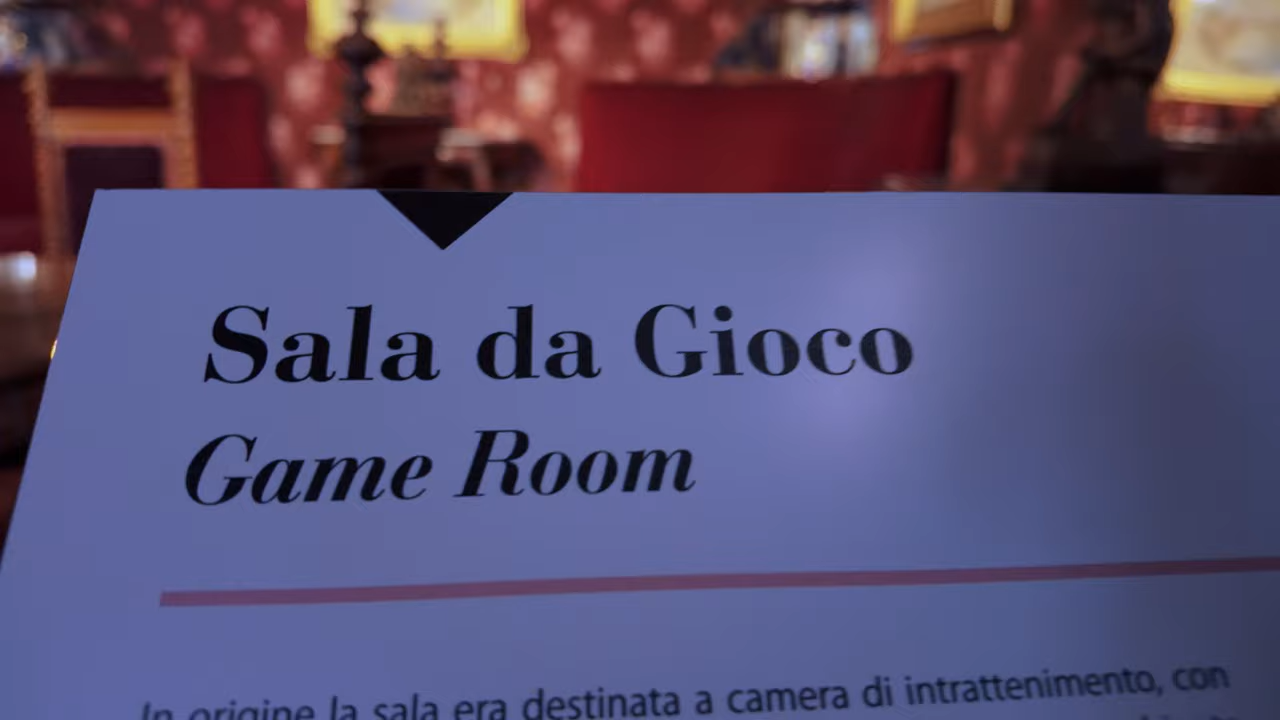 Sala da Gioco
Game Room
In origine la sala era destinata a camera di intrattenimento, con